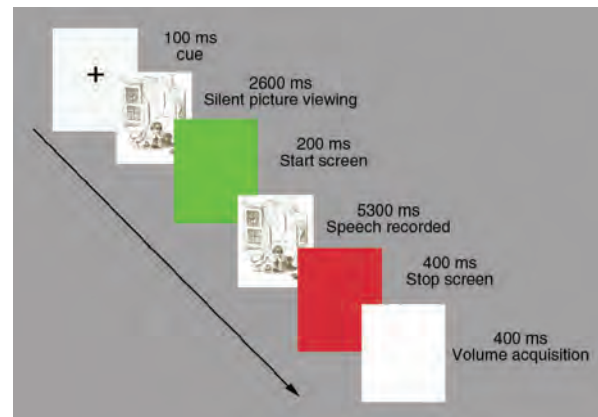 100 ms
cue
2600 ms
Silent picture viewing
200 ms
Start screen
5300 ms
Speech recorded
400 ms
Stop screen
400 ms
Volume acquisition